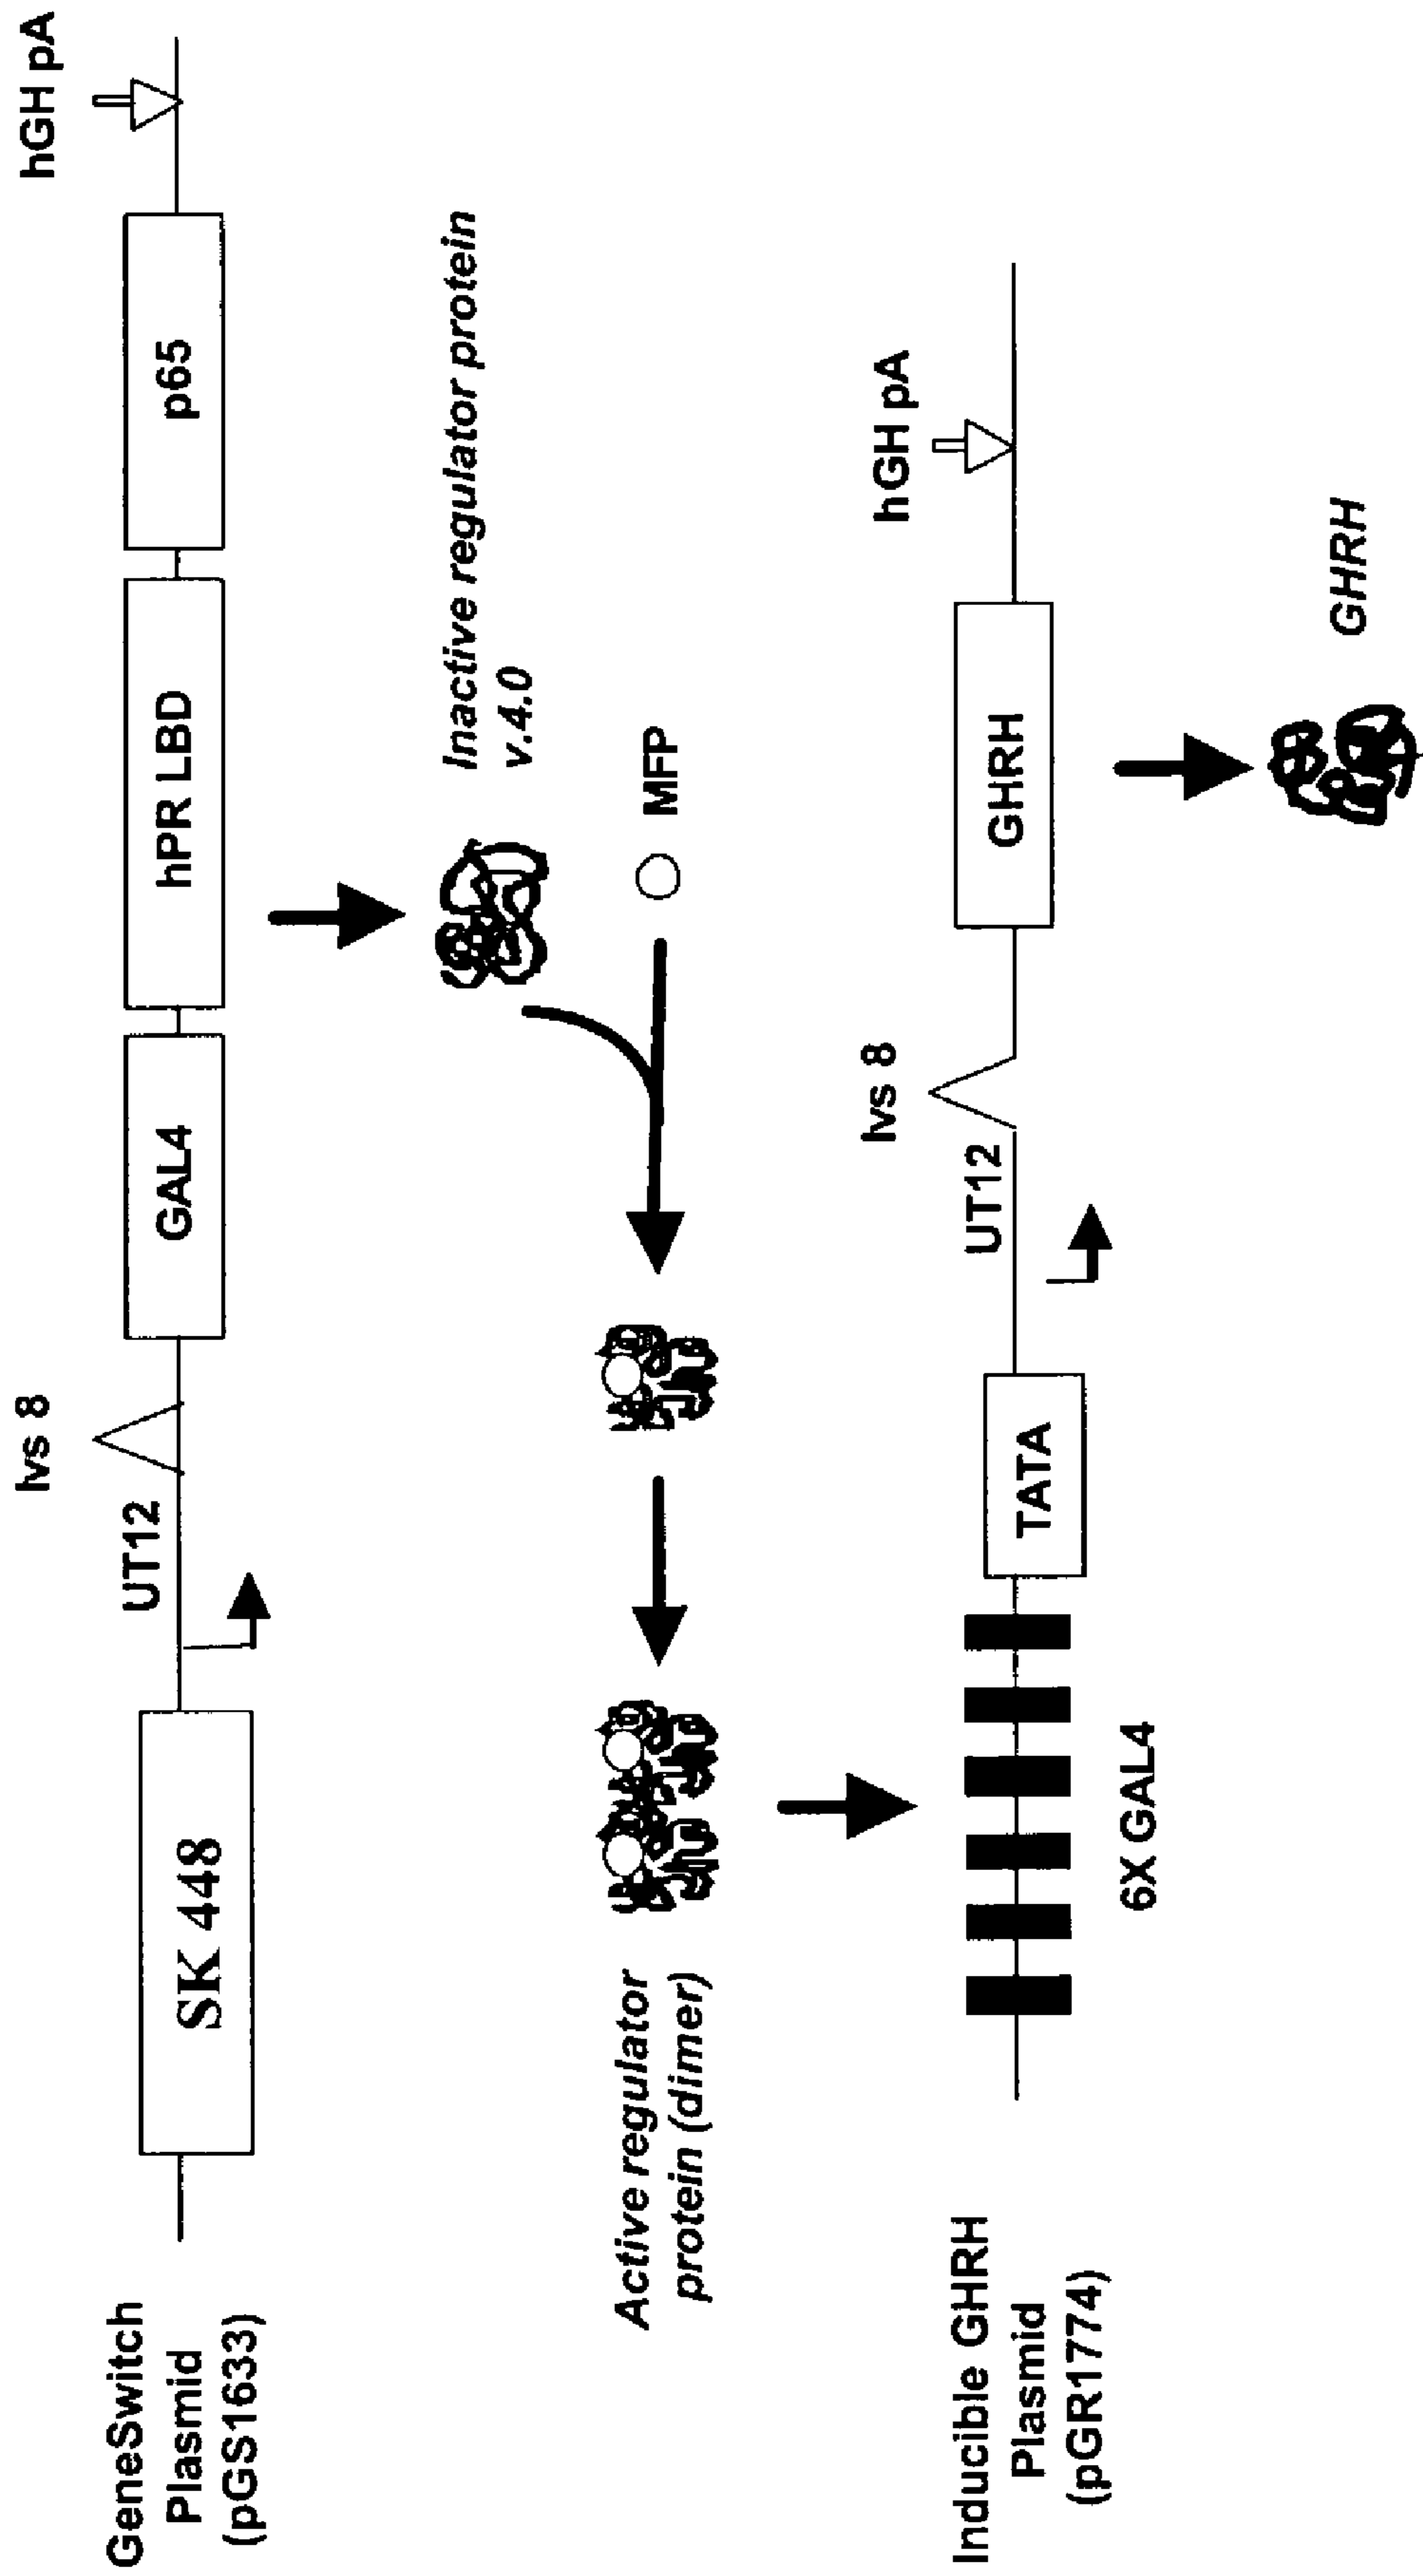 GeneSwitch
Plasmid
(pGS1633)
SK 448
UT12
Ivs 8
GAL4
hPR LBD
p65
hGH pA
Inactive regulator protein
v.4.0
MFP
Active regulator
protein (dimer)
Inducible GHRH
Plasmid
(pGR1774)
6X GAL4
TATA
UT12
Ivs 8
GHRH
hGH pA
GHRH